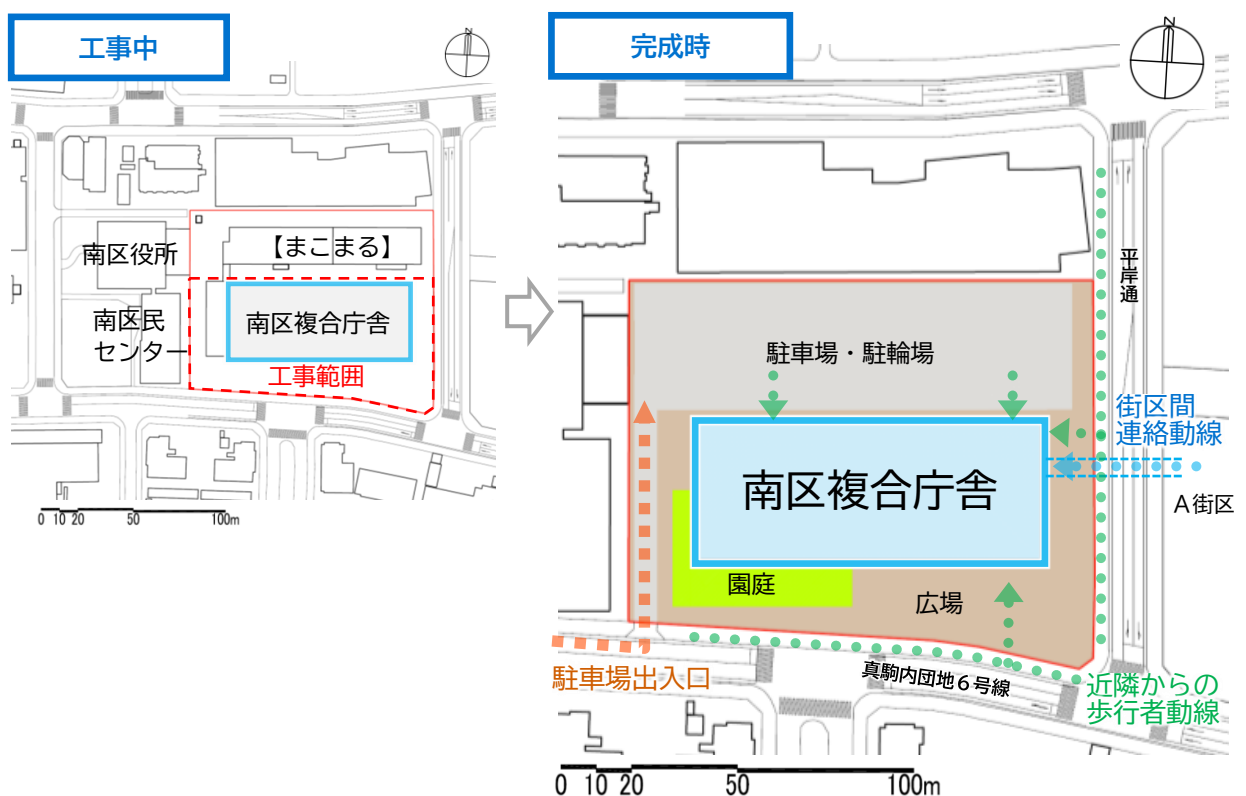 工事中
N
南区役所
【まこまる】
南区民
センター
南区複合庁舎
工事範囲
0 10 20 50 100m
完成時
N
平岸通
駐車場・駐輪場
街区間
連絡動線
南区複合庁舎
A街区
園庭
広場
駐車場出入口
真駒内団地6号線
近隣からの
歩行者動線
0 10 20 50 100m